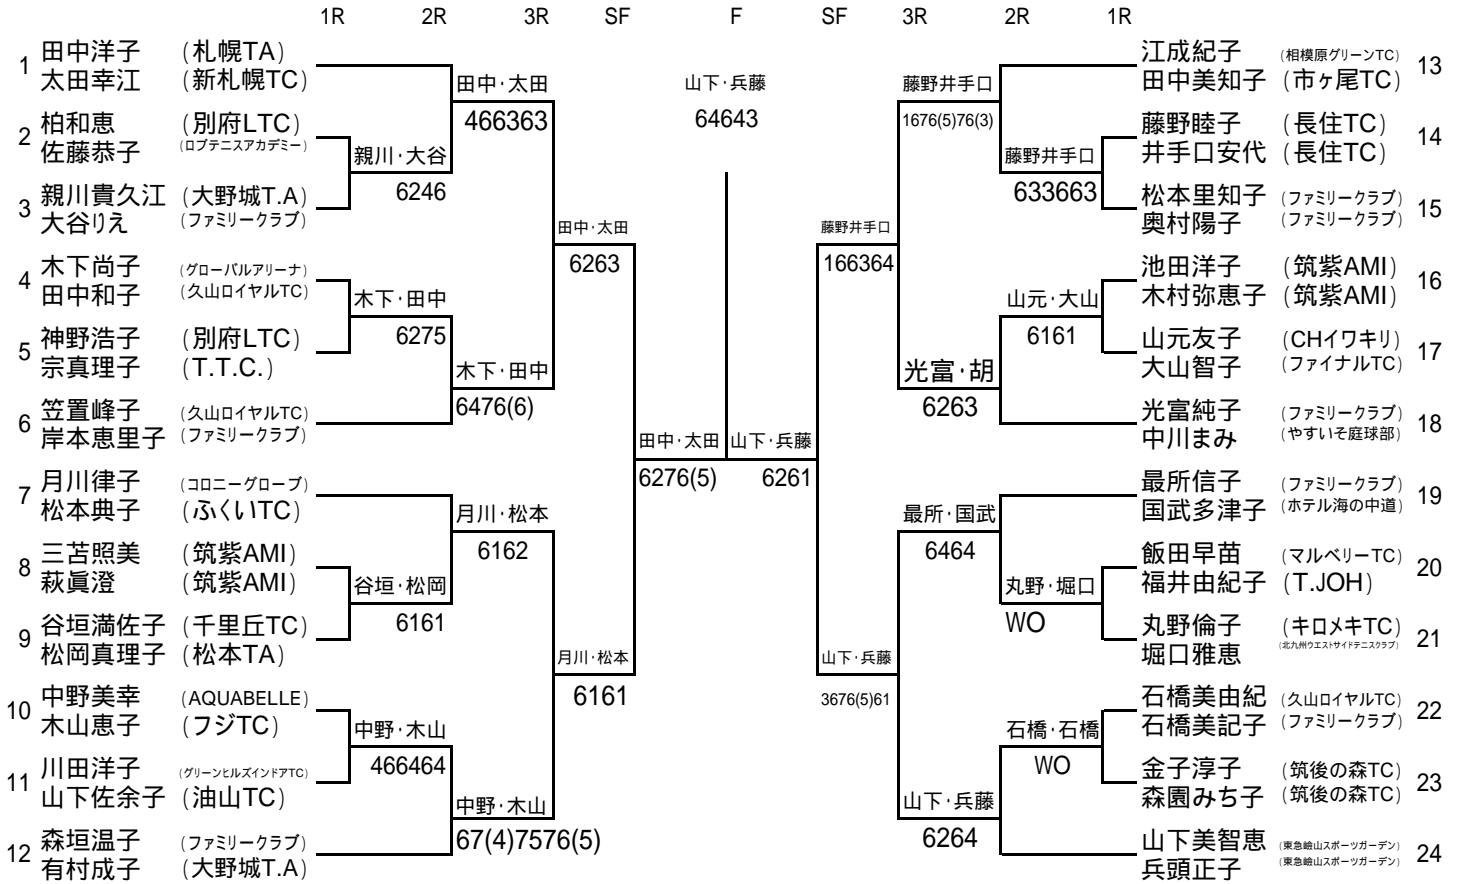 1R 2R 3R SF F SF 3R 2R 1R
1 田中洋子 (札幌TA)
太田幸江 (新札幌TC)
2 柏和恵 (別府LTC)
佐藤恭子 (ロブテニスアカデミー)
3 親川貴久江 (大野城T.A)
大谷りえ (ファミリークラブ)
4 木下尚子 (グローバルアリーナ)
田中和子 (久山ロイヤルTC)
5 神野浩子 (別府LTC)
宗真理子 (T.T.C.)
6 笠置峰子 (久山ロイヤルTC)
岸本恵里子 (ファミリークラブ)
7 月川律子 (コロニーグローブ)
松本典子 (ふくいTC)
8 三苫照美 (筑紫AMI)
萩眞澄 (筑紫AMI)
9 谷垣満佐子 (千里丘TC)
松岡真理子 (松本TA)
10 中野美幸 (AQUABELLE)
木山恵子 (フジTC)
11 川田洋子 (グリーンヒルズインドアTC)
山下佐余子 (油山TC)
12 森垣温子 (ファミリークラブ)
有村成子 (大野城T.A)
親川·大谷
6246
木下·田中
6275
谷垣·松岡
6161
中野·木山
466464
田中·太田
466363
木下·田中
6476(6)
月川·松本
6162
中野·木山
67(4)7576(5)
田中·太田
6263
月川·松本
6161
田中·太田
6276(5)
山下·兵藤
64643
山下·兵藤
6261
藤野井手口
166364
山下·兵藤
3676(5)61
藤野井手口
1676(5)76(3)
光富·胡
6263
最所·国武
6464
山下·兵藤
6264
藤野井手口
633663
山元·大山
6161
丸野·堀口
WO
石橋·石橋
WO
江成紀子 (相模原グリーンTC) 13
田中美知子 (市ヶ尾TC)
藤野睦子 (長住TC) 14
井手口安代 (長住TC)
松本里知子 (ファミリークラブ) 15
奥村陽子 (ファミリークラブ)
池田洋子 (筑紫AMI) 16
木村弥恵子 (筑紫AMI)
山元友子 (CHイワキリ) 17
大山智子 (ファイナルTC)
光富純子 (ファミリークラブ) 18
中川まみ (やすいそ庭球部)
最所信子 (ファミリークラブ) 19
国武多津子 (ホテル海の中道)
飯田早苗 (マルベリーTC) 20
福井由紀子 (T.JOH)
丸野倫子 (キロメキTC) 21
堀口雅恵 (北九州ウエストサイドテニスクラブ)
石橋美由紀 (久山ロイヤルTC) 22
石橋美記子 (ファミリークラブ)
金子淳子 (筑後の森TC) 23
森園みち子 (筑後の森TC)
山下美智恵 (東急嶮山スポーツガーデン) 24
兵頭正子 (東急嶮山スポーツガーデン)